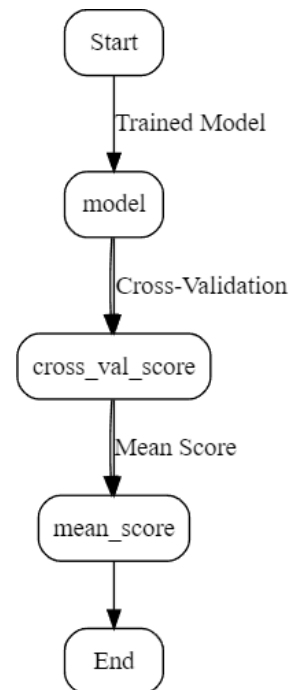 Start
Trained Model
model
Cross-Validation
cross_val_score
Mean Score
mean_score
End